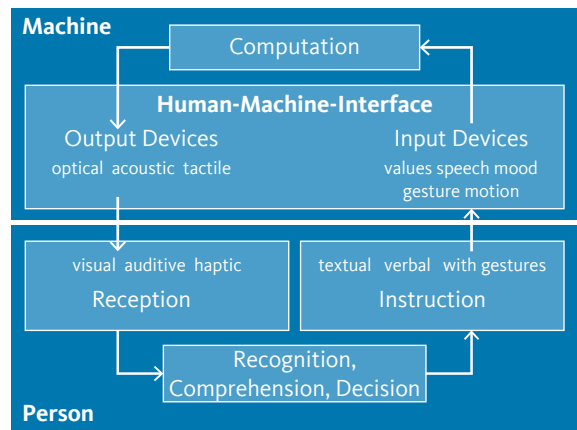 Machine
Computation
Human-Machine-Interface
Output Devices
optical acoustic tactile
Input Devices
values speech mood
gesture motion
visual auditive haptic
Reception
textual verbal with gestures
Instruction
Recognition,
Comprehension, Decision
Person